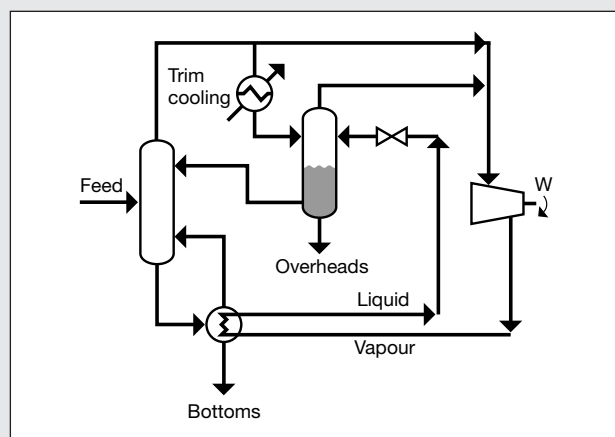 Trim
cooling
Feed
W
Overheads
Liquid
Vapour
Bottoms